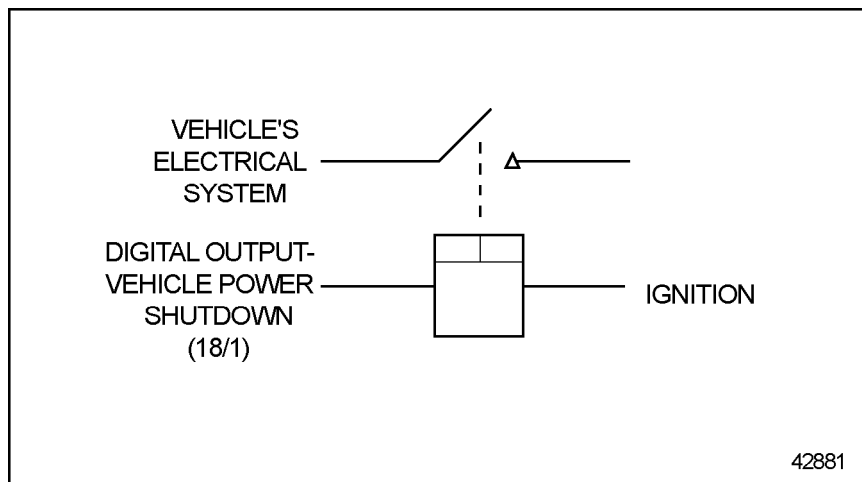 VEHICLE'S
ELECTRICAL
SYSTEM
DIGITAL OUTPUT-
VEHICLE POWER
SHUTDOWN
(18/1)
IGNITION
42881